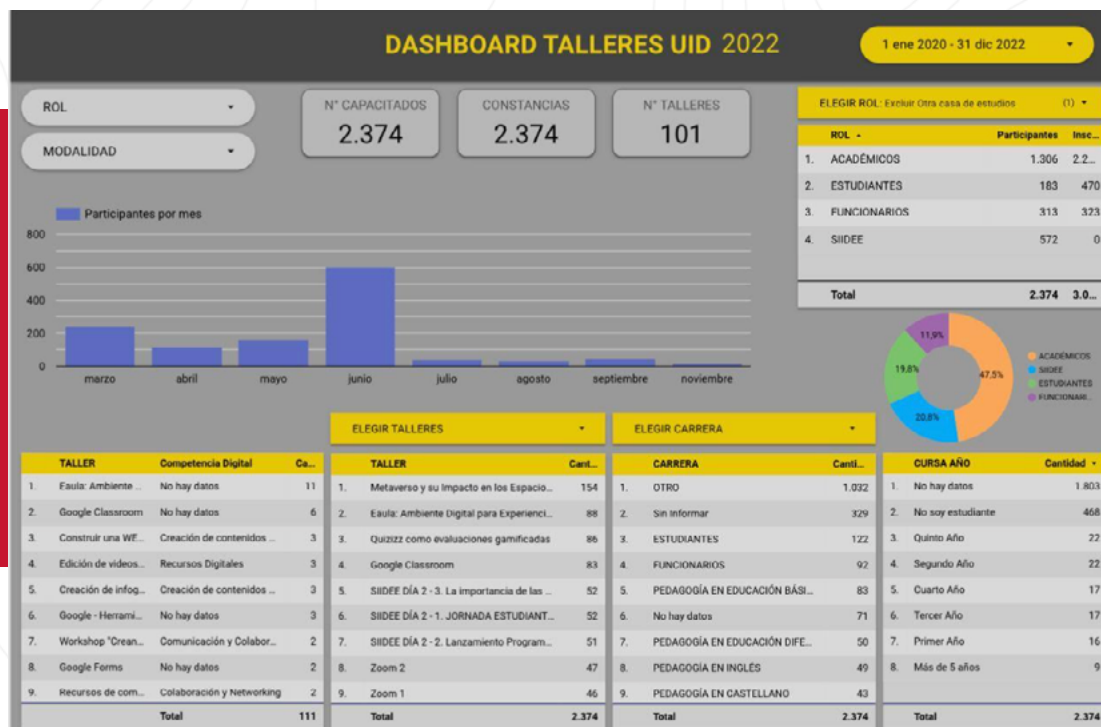 DASHBOARD TALLERES UID 2022
1 ene 2020 - 31 dic 2022
ROL
MODALIDAD
N° CAPACITADOS
2.374
CONSTANCIAS
2.374
N° TALLERES
101
ELEGIR ROL: Excluir Otra casa de estudios (1)
ROL Participantes Insc...
1. ACADÉMICOS 1.306 2.2...
2. ESTUDIANTES 183 470
3. FUNCIONARIOS 313 323
4. SIIDEE 572 0
Total 2.374 3.0...
Participantes por mes
800
600
400
200
0
marzo abril mayo junio julio agosto septiembre noviembre
11,9%
19,8%
47,5%
20,8%
ACADÉMICOS
SIIDEE
ESTUDIANTES
FUNCIONARI...
ELEGIR TALLERES
ELEGIR CARRERA
TALLER Competencia Digital Ca...
1. Eaula: Ambiente ... No hay datos 11
2. Google Classroom No hay datos 6
3. Construir una WE... Creación de contenidos ... 3
4. Edición de videos... Recursos Digitales 3
5. Creación de infog... Creación de contenidos ... 3
6. Google - Herrami... No hay datos 3
7. Workshop "Crean... Comunicación y Colabor... 2
8. Google Forms No hay datos 2
9. Recursos de com... Colaboración y Networking 2
Total 111
TALLER Cant...
1. Metaverso y su Impacto en los Espacio... 154
2. Eaula: Ambiente Digital para Experienci... 88
3. Quizizz como evaluaciones gamificadas 86
4. Google Classroom 83
5. SIIDEE DÍA 2 - 3. La importancia de las ... 52
6. SIIDEE DÍA 2 - 1. JORNADA ESTUDIANT... 52
7. SIIDEE DÍA 2 - 2. Lanzamiento Program... 51
8. Zoom 2 47
9. Zoom 1 46
Total 2.374
CARRERA Canti...
1. OTRO 1.032
2. Sin Informar 329
3. ESTUDIANTES 122
4. FUNCIONARIOS 92
5. PEDAGOGÍA EN EDUCACIÓN BÁSI... 83
6. No hay datos 71
7. PEDAGOGÍA EN EDUCACIÓN DIFE... 50
8. PEDAGOGÍA EN INGLÉS 49
9. PEDAGOGÍA EN CASTELLANO 43
Total 2.374
CURSA AÑO Cantidad
1. No hay datos 1.803
2. No soy estudiante 468
3. Quinto Año 22
4. Segundo Año 22
5. Cuarto Año 17
6. Tercer Año 17
7. Primer Año 16
8. Más de 5 años 9
Total 2.374